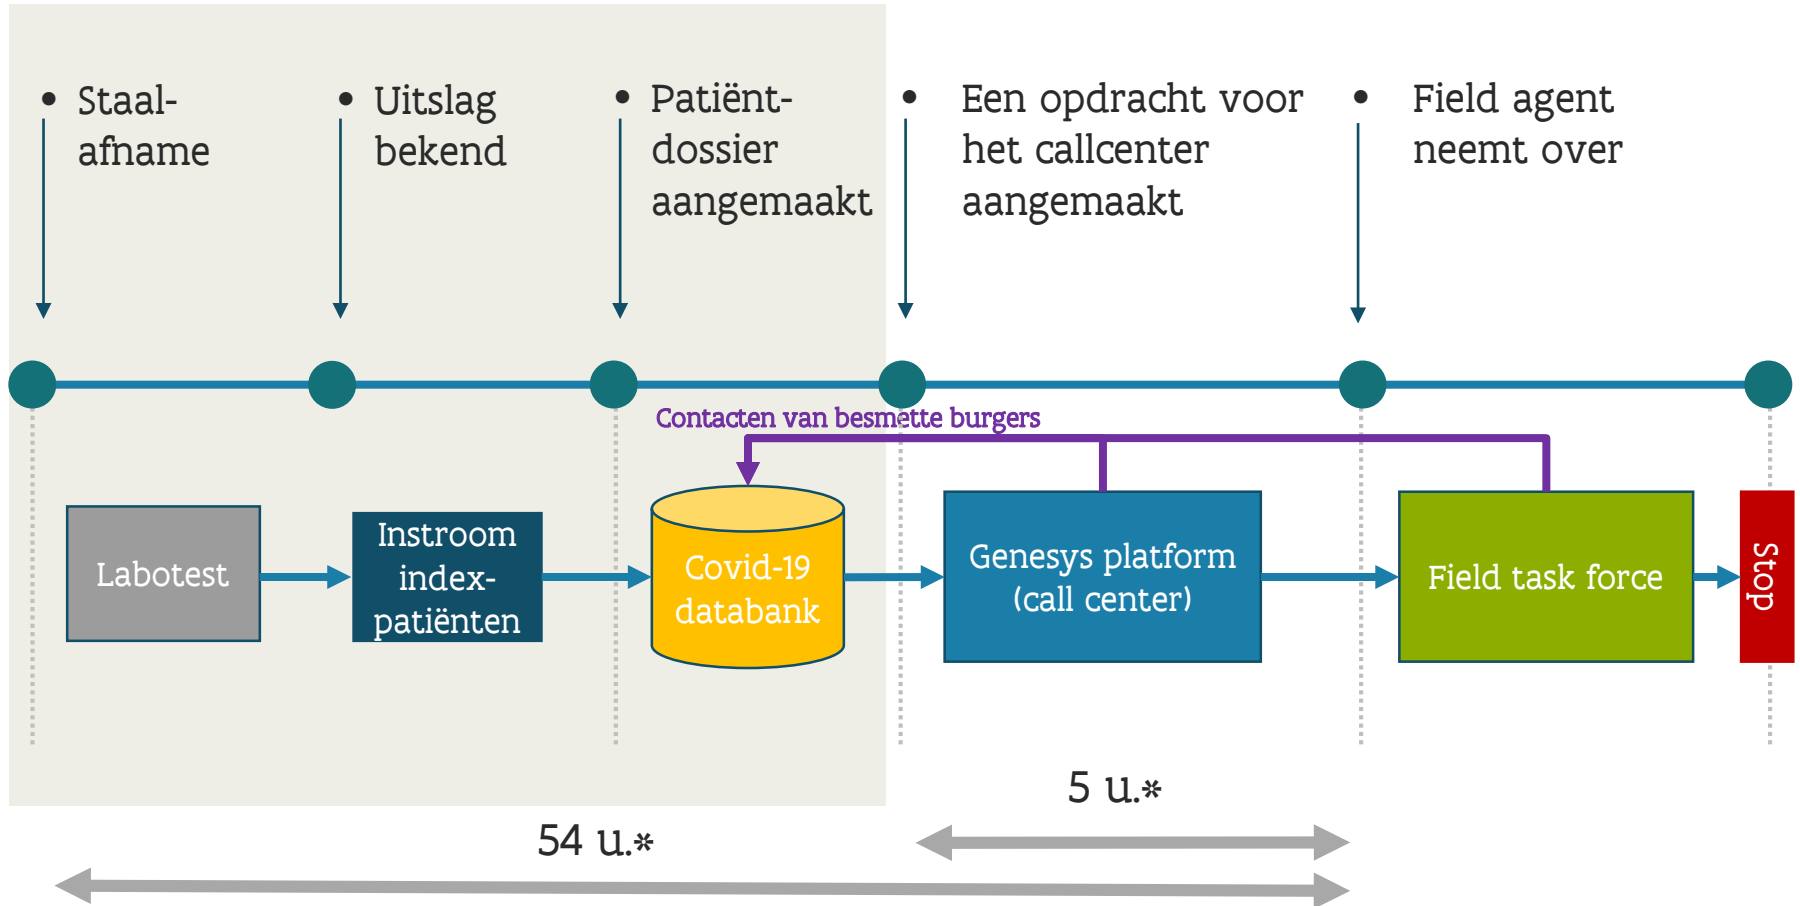 • Staal-
afname
• Uitslag
bekend
• Patiënt-
dossier
aangemaakt
• Een opdracht voor
het callcenter
aangemaakt
• Field agent
neemt over
Contacten van besmette burgers
Labotest
Instroom
index-
patiënten
Covid-19
databank
Genesys platform
(call center)
Field task force
Stop
5 u.*
54 u.*